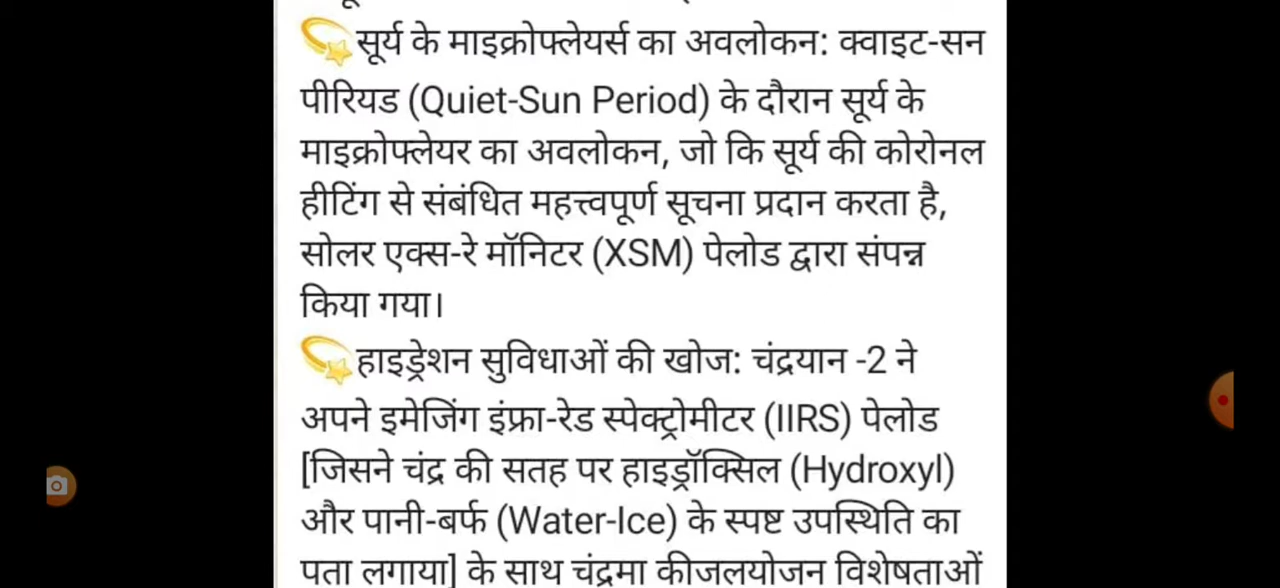 💫सूर्य के माइक्रोफ्लेयर्स का अवलोकन: क्वाइट-सन
पीरियड (Quiet-Sun Period) के दौरान सूर्य के
माइक्रोफ्लेयर का अवलोकन, जो कि सूर्य की कोरोनल
हीटिंग से संबंधित महत्त्वपूर्ण सूचना प्रदान करता है,
सोलर एक्स-रे मॉनिटर (XSM) पेलोड द्वारा संपन्न
किया गया।
💫हाइड्रेशन सुविधाओं की खोज: चंद्रयान -2 ने
अपने इमेजिंग इंफ्रा-रेड स्पेक्ट्रोमीटर (IIRS) पेलोड
[जिसने चंद्र की सतह पर हाइड्रॉक्सिल (Hydroxyl)
और पानी-बर्फ (Water-Ice) के स्पष्ट उपस्थिति का
पता लगाया] के साथ चंद्रमा कीजलयोजन विशेषताओं